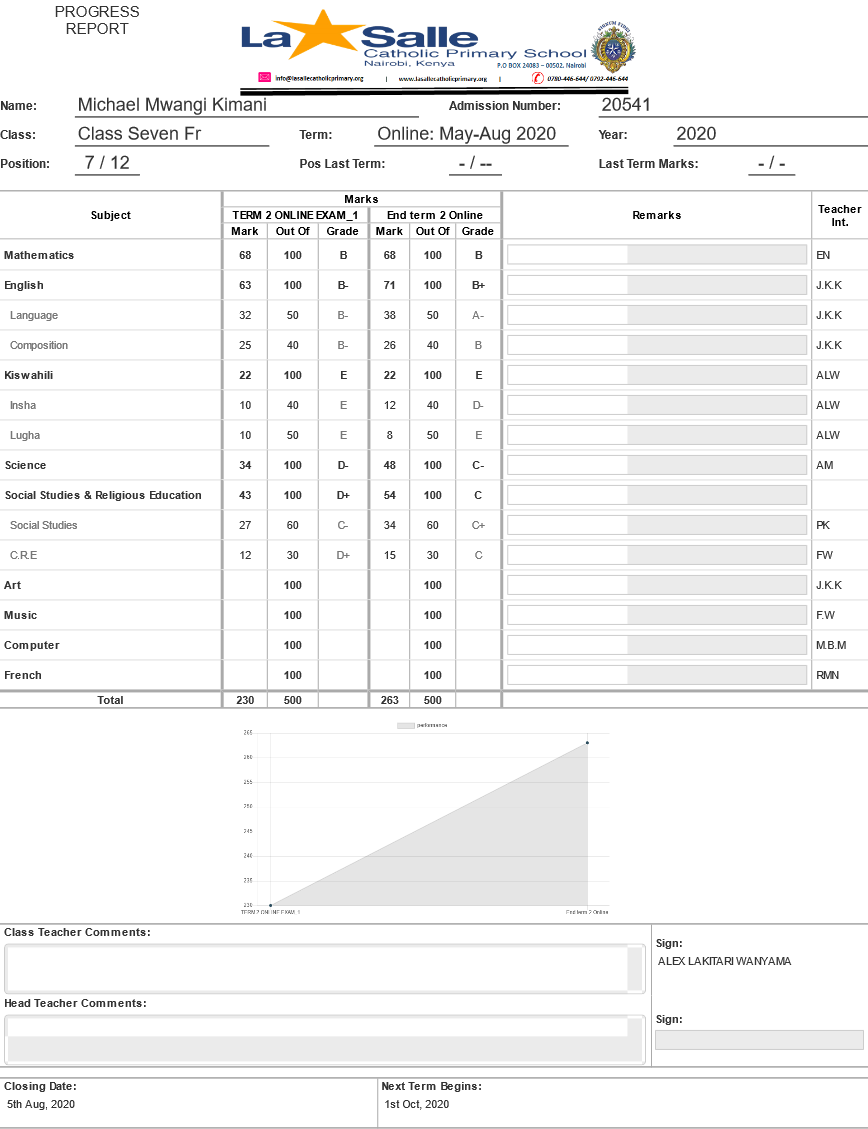 PROGRESS
REPORT
La Salle
Catholic Primary School
Nairobi, Kenya
P.O BOX 24083 – 00502, Nairobi
info@lasallecatholicprimary.org | www.lasallecatholicprimary.org | 0780-446-644/ 0792-446-644
Name: Michael Mwangi Kimani Admission Number: 20541
Class: Class Seven Fr Term: Online: May-Aug 2020 Year: 2020
Position: 7 / 12 Pos Last Term: - / -- Last Term Marks: - / -
Marks
Subject TERM 2 ONLINE EXAM_1 End term 2 Online Remarks Teacher Int.
Mark Out Of Grade Mark Out Of Grade
Mathematics 68 100 B 68 100 B EN
English 63 100 B- 71 100 B+ J.K.K
Language 32 50 B- 38 50 A- J.K.K
Composition 25 40 B- 26 40 B J.K.K
Kiswahili 22 100 E 22 100 E ALW
Insha 10 40 E 12 40 D- ALW
Lugha 10 50 E 8 50 E ALW
Science 34 100 D- 48 100 C- AM
Social Studies & Religious Education 43 100 D+ 54 100 C
Social Studies 27 60 C- 34 60 C+ PK
C.R.E 12 30 D+ 15 30 C FW
Art 100 100 J.K.K
Music 100 100 F.W
Computer 100 100 M.B.M
French 100 100 RMN
Total 230 500 263 500
performance
265
260
255
250
245
240
235
230
TERM 2 ONLINE EXAM_1 End term 2 Online
Class Teacher Comments:
Sign:
ALEX LAKITARI WANYAMA
Head Teacher Comments:
Sign:
Closing Date: Next Term Begins:
5th Aug, 2020 1st Oct, 2020